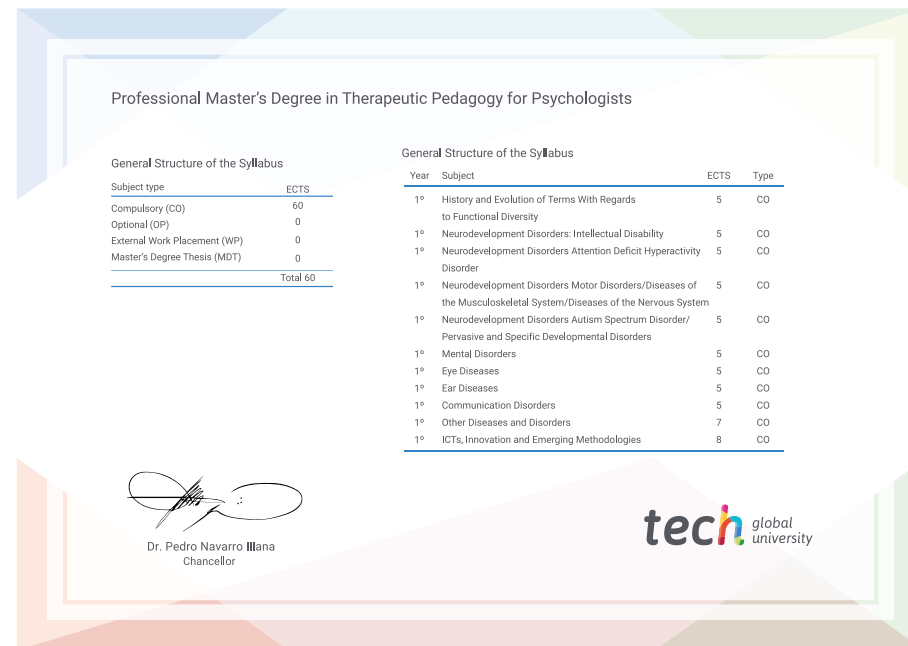 Professional Master's Degree in Therapeutic Pedagogy for Psychologists
General Structure of the Syllabus
Subject type ECTS
Compulsory (CO) 60
Optional (OP) 0
External Work Placement (WP) 0
Master's Degree Thesis (MDT) 0
Total 60
General Structure of the Syllabus
Year Subject ECTS Type
1º History and Evolution of Terms With Regards 5 CO
to Functional Diversity
1º Neurodevelopment Disorders: Intellectual Disability 5 CO
1º Neurodevelopment Disorders Attention Deficit Hyperactivity 5 CO
Disorder
1º Neurodevelopment Disorders Motor Disorders/Diseases of 5 CO
the Musculoskeletal System/Diseases of the Nervous System
1º Neurodevelopment Disorders Autism Spectrum Disorder/ 5 CO
Pervasive and Specific Developmental Disorders
1º Mental Disorders 5 CO
1º Eye Diseases 5 CO
1º Ear Diseases 5 CO
1º Communication Disorders 5 CO
1º Other Diseases and Disorders 7 CO
1º ICTs, Innovation and Emerging Methodologies 8 CO
Dr. Pedro Navarro Illana
Chancellor
tech global
university